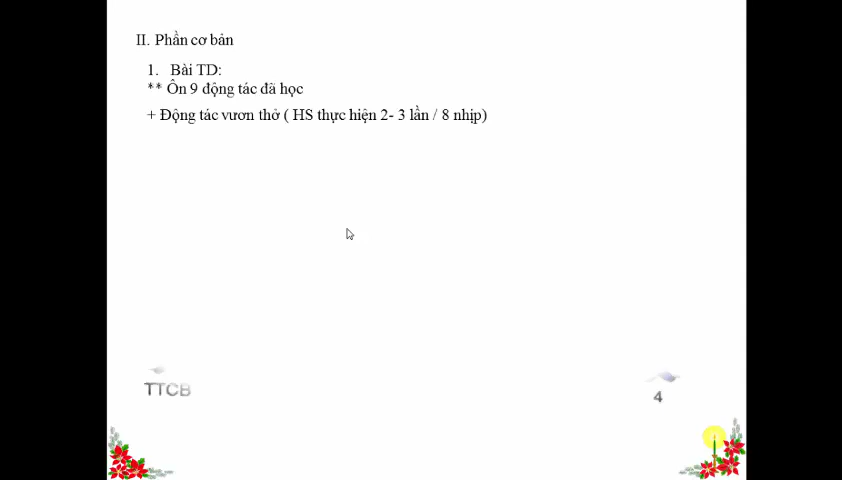 II. Phần cơ bản
1. Bài TD:
** Ôn 9 động tác đã học
+ Động tác vươn thở ( HS thực hiện 2- 3 lần / 8 nhịp)
TTCB
4